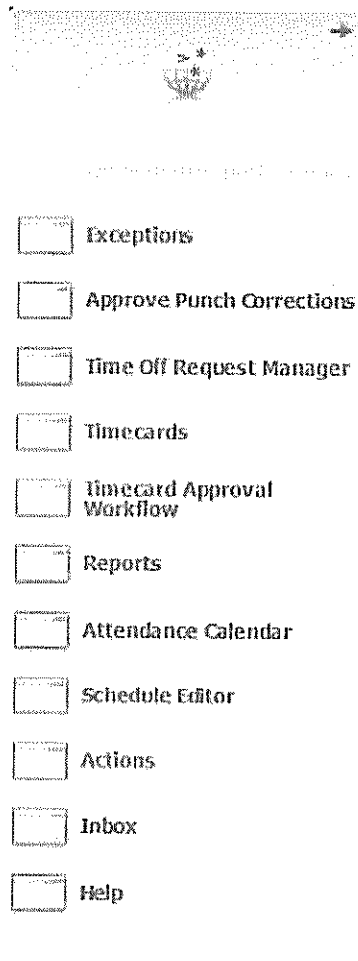 Exceptions
Approve Punch Corrections
Time Off Request Manager
Timecards
Timecard Approval
Workflow
Reports
Attendance Calendar
Schedule Editor
Actions
Inbox
Help